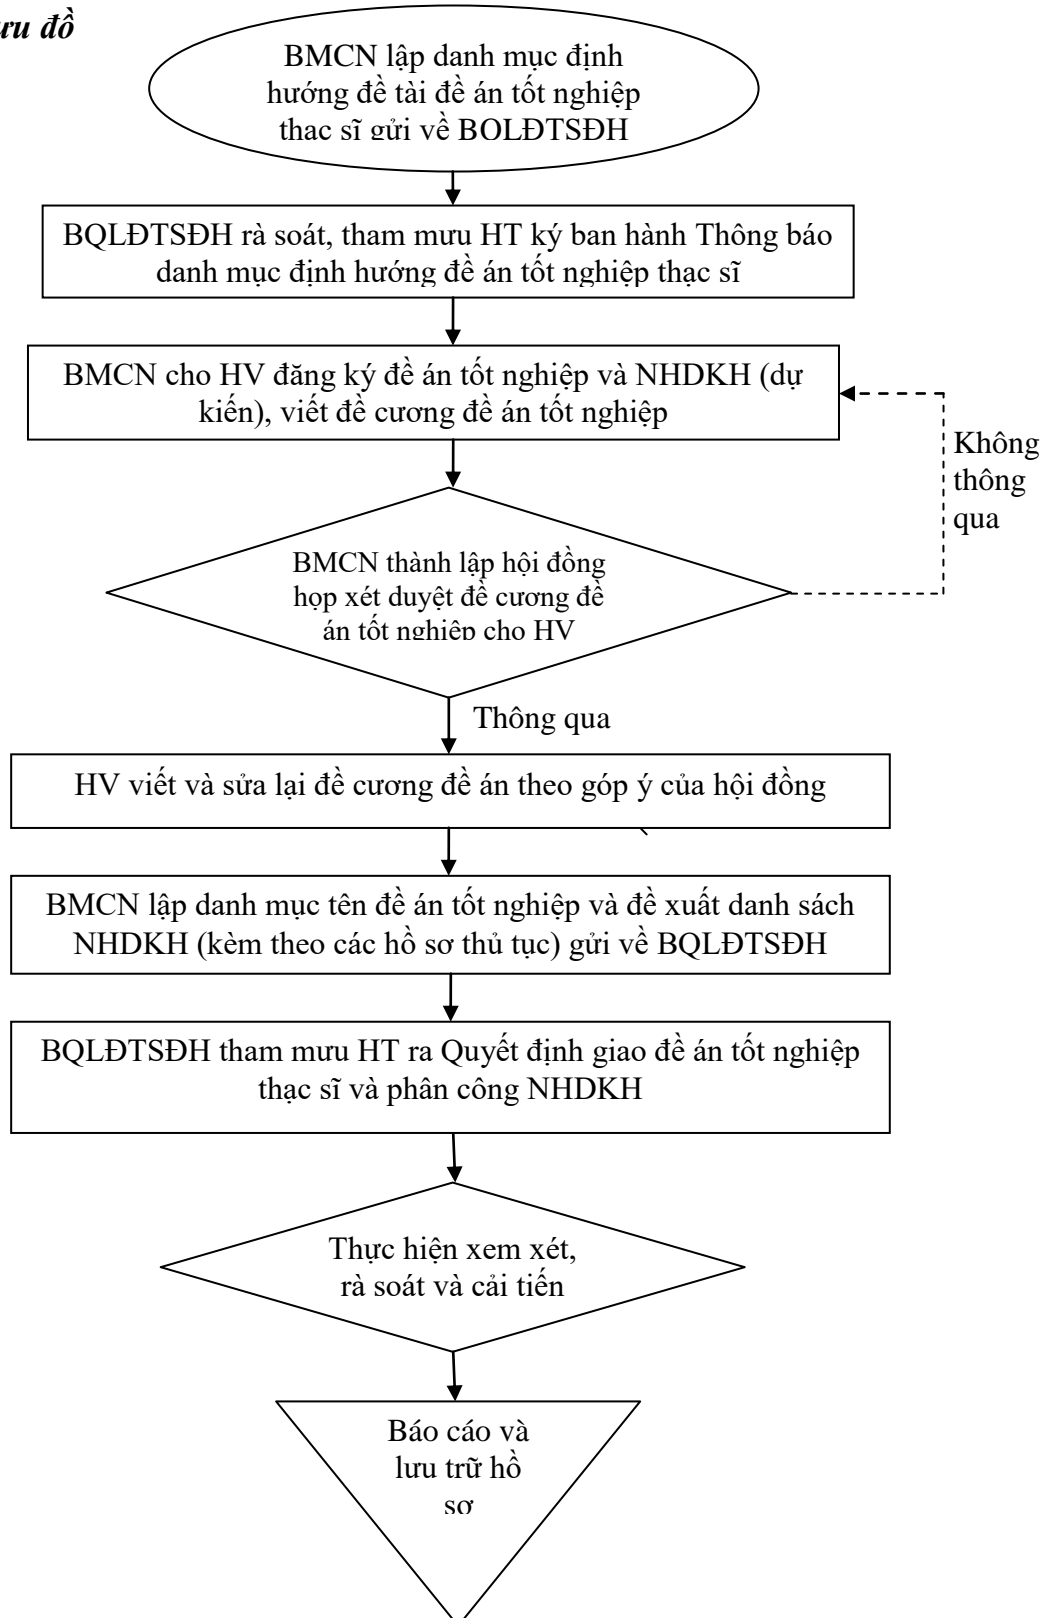 ưu đồ
BMCN lập danh mục định
hướng đề tài đề án tốt nghiệp
thạc sĩ gửi về BQLĐTSĐH
BQLĐTSĐH rà soát, tham mưu HT ký ban hành Thông báo
danh mục định hướng đề án tốt nghiệp thạc sĩ
BMCN cho HV đăng ký đề án tốt nghiệp và NHDKH (dự
kiến), viết đề cương đề án tốt nghiệp
Không
thông
qua
BMCN thành lập hội đồng
họp xét duyệt đề cương đề
án tốt nghiệp cho HV
Thông qua
HV viết và sửa lại đề cương đề án theo góp ý của hội đồng
BMCN lập danh mục tên đề án tốt nghiệp và đề xuất danh sách
NHDKH (kèm theo các hồ sơ thủ tục) gửi về BQLĐTSĐH
BQLĐTSĐH tham mưu HT ra Quyết định giao đề án tốt nghiệp
thạc sĩ và phân công NHDKH
Thực hiện xem xét,
rà soát và cải tiến
Báo cáo và
lưu trữ hồ
sơ